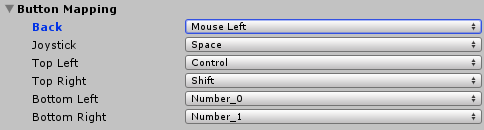 Button Mapping
Back Mouse Left
Joystick Space
Top Left Control
Top Right Shift
Bottom Left Number_0
Bottom Right Number_1